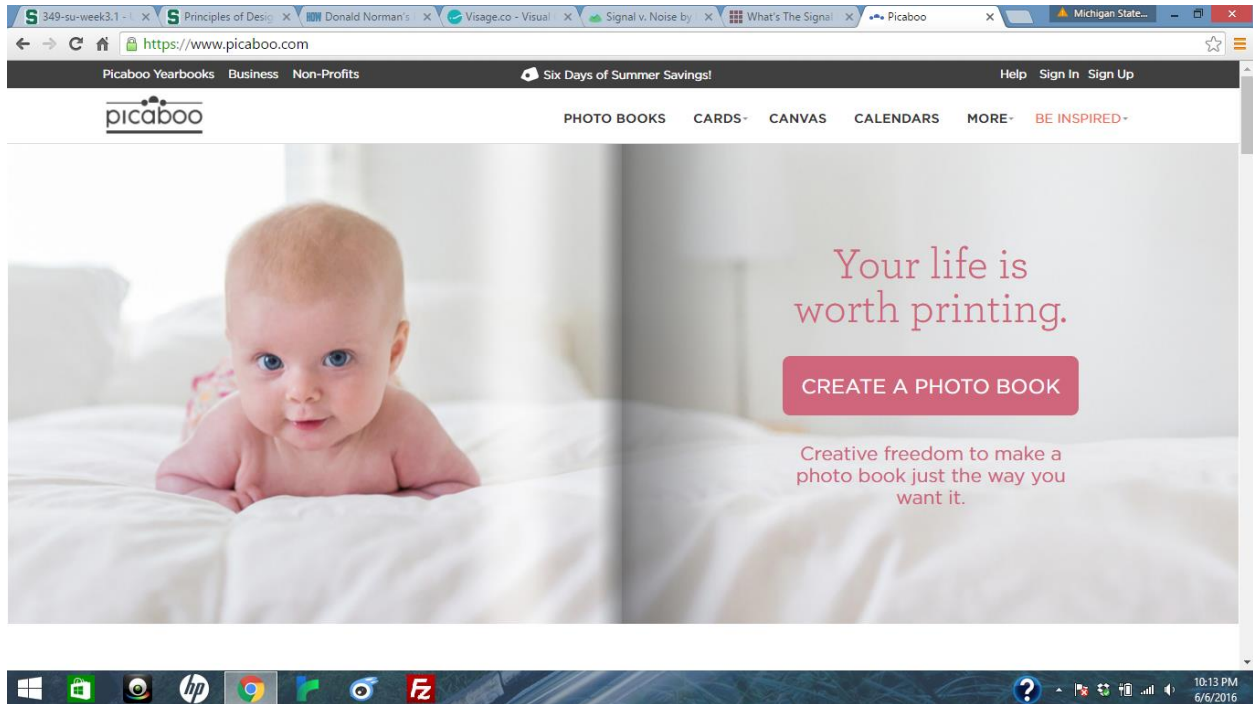 349-su-week3.1 -
Principles of Desig
Donald Norman's
Visage.co - Visual
Signal v. Noise by
What's The Signal
Picaboo
Michigan State...
https://www.picaboo.com
Picaboo Yearbooks Business Non-Profits Six Days of Summer Savings! Help Sign In Sign Up
picaboo
PHOTO BOOKS CARDS CANVAS CALENDARS MORE BE INSPIRED
Your life is
worth printing.
CREATE A PHOTO BOOK
Creative freedom to make a
photo book just the way you
want it.
hp
Fz
10:13 PM
6/6/2016